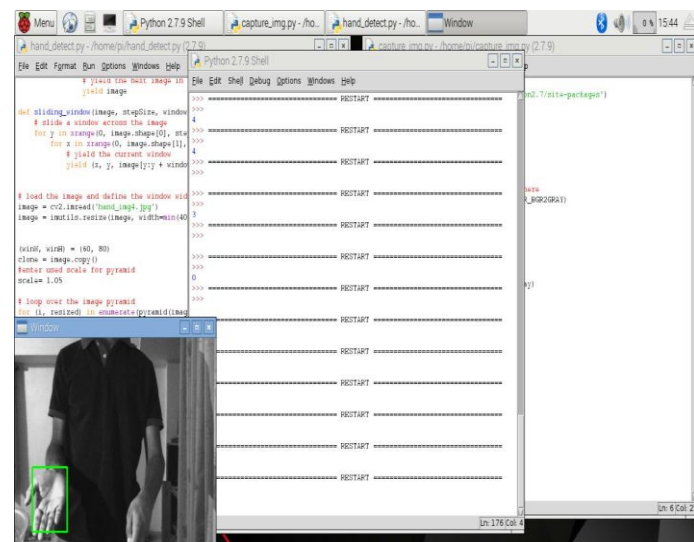 Menu Python 2.7.9 Shell capture_img.py - /ho... hand_detect.py - /ho... Window 0 % 15:44
hand_detect.py - /home/pi/hand_detect.py (2.7.9)
capture_img.py - /home/pi/capture_img.py (2.7.9)
File Edit Format Run Options Windows Help
# yield the next image in
yield image
def sliding_window(image, stepSize, window
# slide a window across the image
for y in xrange(0, image.shape[0], ste
for x in xrange(0, image.shape[1],
# yield the current window
yield (x, y, image[y:y + windo
# load the image and define the window wid
image = cv2.imread('hand_img4.jpg')
image = imutils.resize(image, width=min(40
(winW, winH) = (60, 80)
clone = image.copy()
#enter used scale for pyramid
scale= 1.05
# loop over the image pyramid
for (i, resized) in enumerate(pyramid(imag
Python 2.7.9 Shell
File Edit Shell Debug Options Windows Help
>>> ================================ RESTART ================================
>>>
4
>>> ================================ RESTART ================================
>>>
4
>>> ================================ RESTART ================================
>>>
3
>>> ================================ RESTART ================================
>>>
>>> ================================ RESTART ================================
>>>
0
>>> ================================ RESTART ================================
>>>
================================ RESTART ================================
================================ RESTART ================================
================================ RESTART ================================
================================ RESTART ================================
================================ RESTART ================================
================================ RESTART ================================
Ln: 176 Col: 4
p
on2.7/site-packages")
here
R_BGR2GRAY)
ay)
Ln: 6 Col: 2
Window